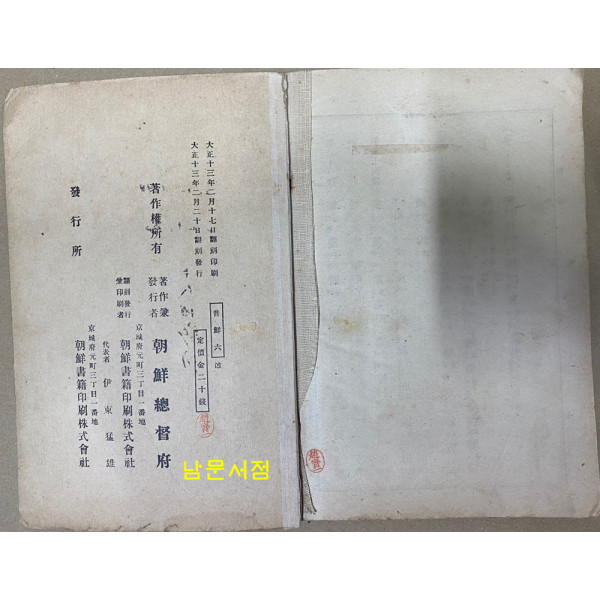 大正十三年二月十七日翻刻印刷
大正十三年二月二十日翻刻發行
普鮮六
定價金二十錢
著作權所有
著作兼
發行者
朝鮮總督府
京城府元町三丁目一番地
翻刻發行
兼印刷者
朝鮮書籍印刷株式會社
代表者 伊東猛雄
京城府元町三丁目一番地
發行所
朝鮮書籍印刷株式會社
남문서점